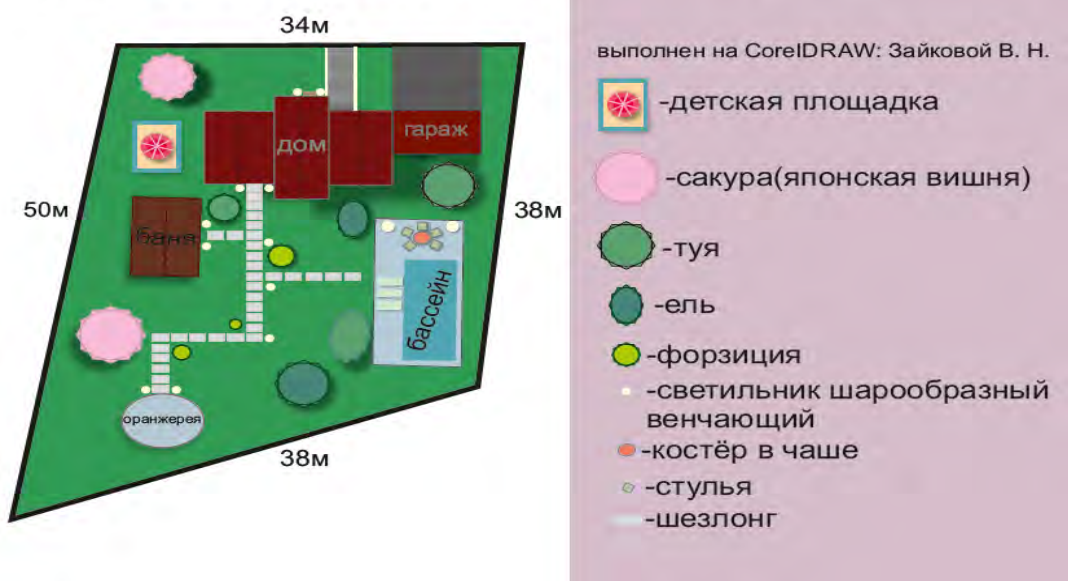 34м
50м
38м
38м
дом
гараж
баня
бассейн
оранжерея
выполнен на CorelDRAW: Зайковой В. Н.
-детская площадка
-сакура(японская вишня)
-туя
-ель
-форзиция
-светильник шарообразный
венчающий
-костёр в чаше
-стулья
-шезлонг